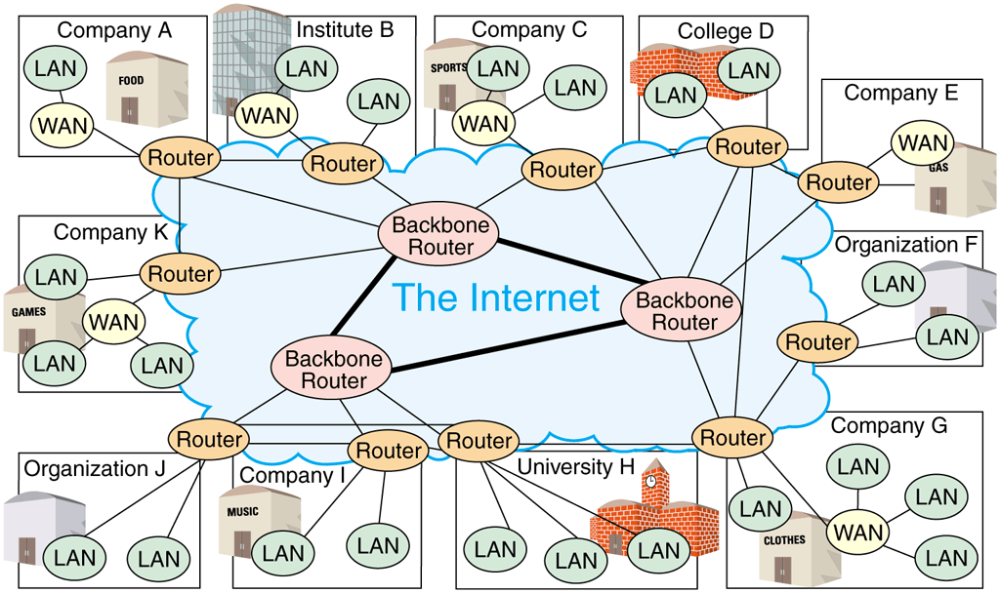 Company A
LAN
FOOD
WAN
Router
Institute B
LAN
WAN
LAN
Router
Company C
SPORTS
LAN
LAN
WAN
Router
College D
LAN
LAN
Router
Company E
WAN
GAS
Router
Company K
LAN
GAMES
WAN
LAN
LAN
Router
Backbone
Router
The Internet
Backbone
Router
Backbone
Router
Organization F
LAN
LAN
Router
Router
Organization J
LAN
LAN
Router
Company I
MUSIC
LAN
LAN
Router
University H
LAN
LAN
LAN
Router
Company G
LAN
LAN
LAN
WAN
LAN
CLOTHES